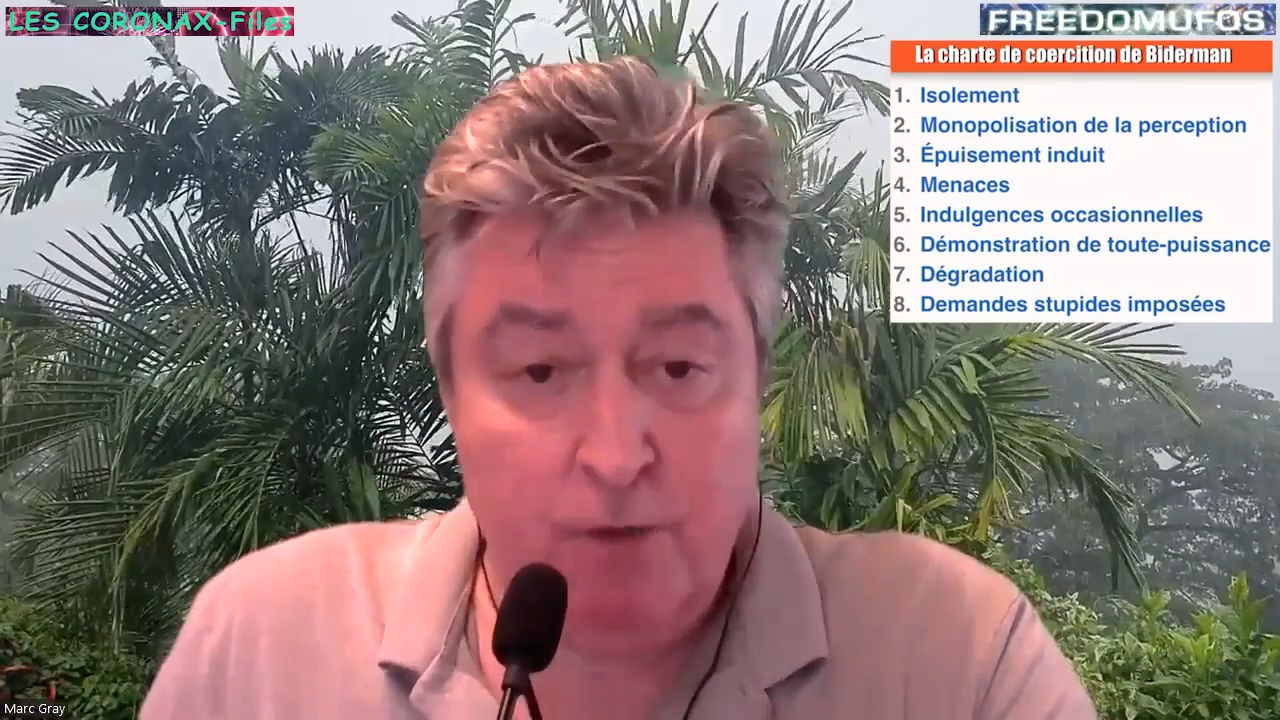 LES CORONAX-Files
FREEDOMUFOS
La charte de coercition de Biderman
1. Isolement
2. Monopolisation de la perception
3. Épuisement induit
4. Menaces
5. Indulgences occasionnelles
6. Démonstration de toute-puissance
7. Dégradation
8. Demandes stupides imposées
Marc Gray